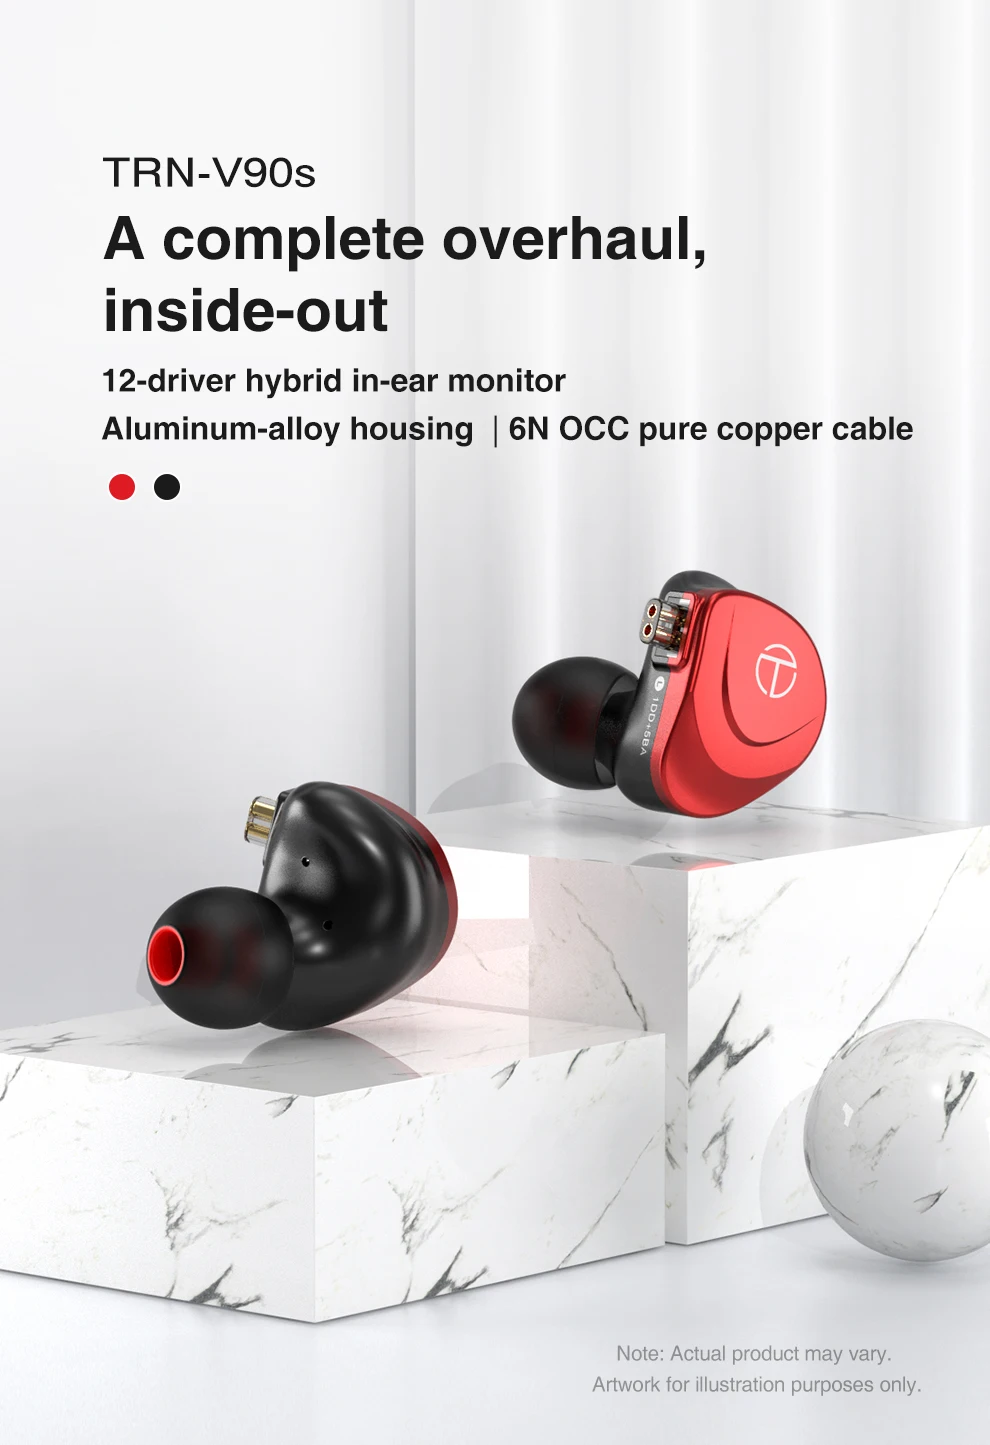 TRN-V90s
A complete overhaul,
inside-out
12-driver hybrid in-ear monitor
Aluminum-alloy housing | 6N OCC pure copper cable
L 1DD+5BA
Note: Actual product may vary.
Artwork for illustration purposes only.